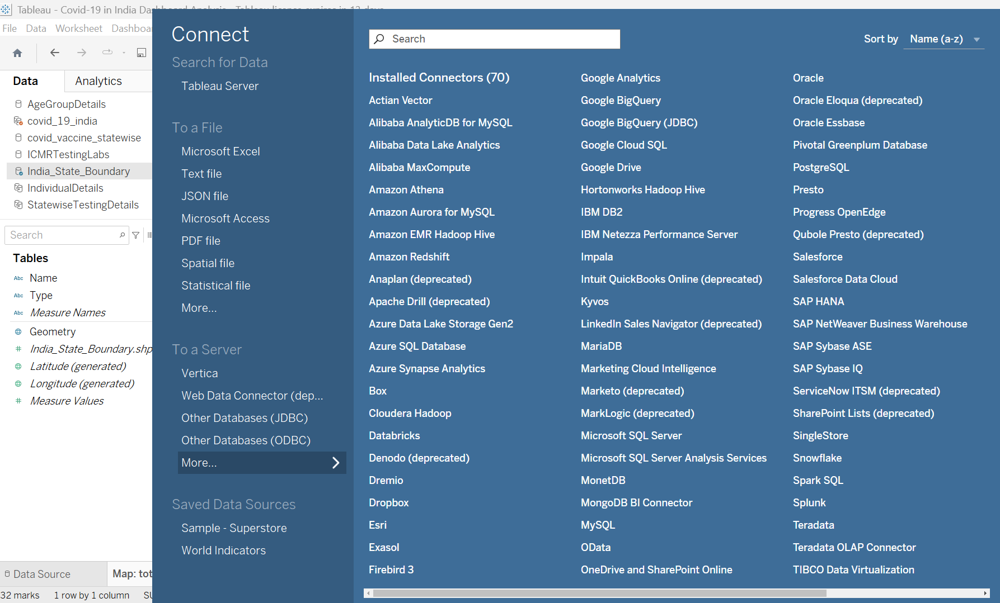 Tableau - Covid-19 in India Dashboard Analysis - Tableau license expires in 12 days
File Data Worksheet
Data
Analytics
AgeGroupDetails
covid_19_india
covid_vaccine_statewise
ICMRTestingLabs
India_State_Boundary
IndividualDetails
StatewiseTestingDetails
Search
Tables
Abc Name
Abc Type
Abc Measure Names
Geometry
# India_State_Boundary.shp
Latitude (generated)
Longitude (generated)
# Measure Values
Data Source
Map: tot
32 marks 1 row by 1 column
Connect
Search for Data
Tableau Server
To a File
Microsoft Excel
Text file
JSON file
Microsoft Access
PDF file
Spatial file
Statistical file
More...
To a Server
Vertica
Web Data Connector (dep...
Other Databases (JDBC)
Other Databases (ODBC)
More...
Saved Data Sources
Sample - Superstore
World Indicators
Search
Sort by Name (a-z)
Installed Connectors (70)
Actian Vector
Alibaba AnalyticDB for MySQL
Alibaba Data Lake Analytics
Alibaba MaxCompute
Amazon Athena
Amazon Aurora for MySQL
Amazon EMR Hadoop Hive
Amazon Redshift
Anaplan (deprecated)
Apache Drill (deprecated)
Azure Data Lake Storage Gen2
Azure SQL Database
Azure Synapse Analytics
Box
Cloudera Hadoop
Databricks
Denodo (deprecated)
Dremio
Dropbox
Esri
Exasol
Firebird 3
Google Analytics
Google BigQuery
Google BigQuery (JDBC)
Google Cloud SQL
Google Drive
Hortonworks Hadoop Hive
IBM DB2
IBM Netezza Performance Server
Impala
Intuit QuickBooks Online (deprecated)
Kyvos
LinkedIn Sales Navigator (deprecated)
MariaDB
Marketing Cloud Intelligence
Marketo (deprecated)
MarkLogic (deprecated)
Microsoft SQL Server
Microsoft SQL Server Analysis Services
MonetDB
MongoDB BI Connector
MySQL
OData
OneDrive and SharePoint Online
Oracle
Oracle Eloqua (deprecated)
Oracle Essbase
Pivotal Greenplum Database
PostgreSQL
Presto
Progress OpenEdge
Qubole Presto (deprecated)
Salesforce
Salesforce Data Cloud
SAP HANA
SAP NetWeaver Business Warehouse
SAP Sybase ASE
SAP Sybase IQ
ServiceNow ITSM (deprecated)
SharePoint Lists (deprecated)
SingleStore
Snowflake
Spark SQL
Splunk
Teradata
Teradata OLAP Connector
TIBCO Data Virtualization